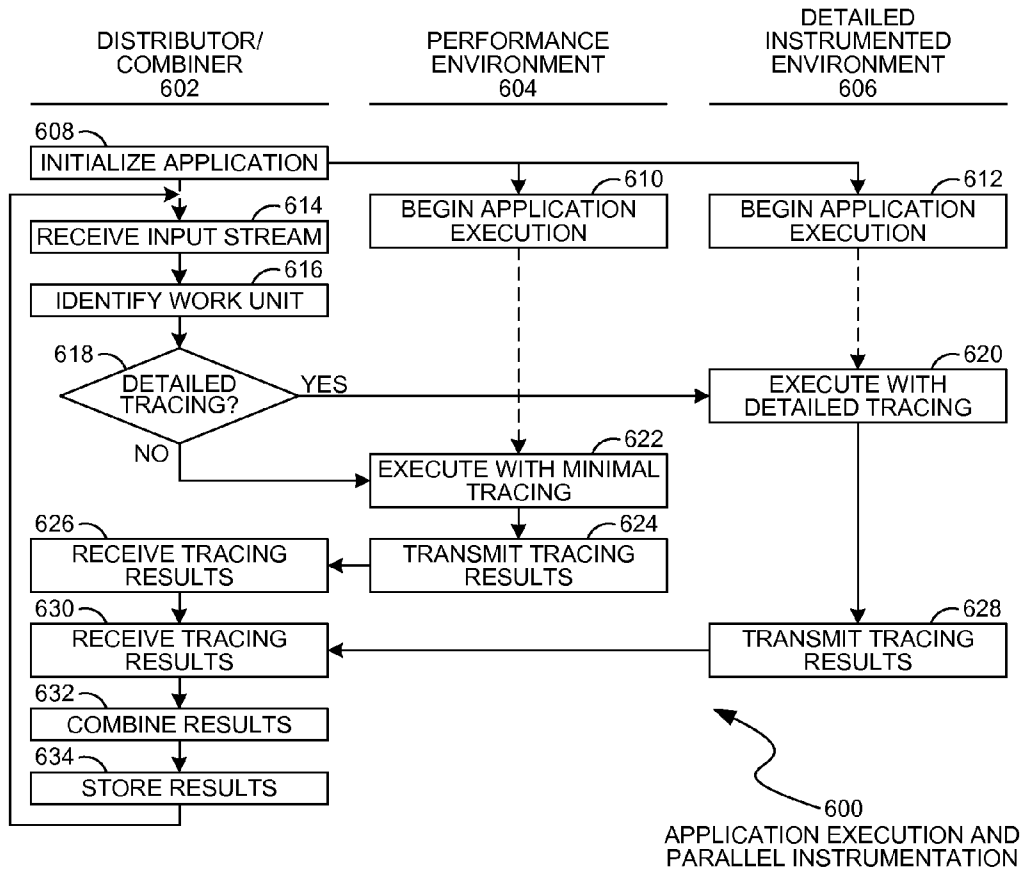 DISTRIBUTOR/
COMBINER
602
PERFORMANCE
ENVIRONMENT
604
DETAILED
INSTRUMENTED
ENVIRONMENT
606
608
INITIALIZE APPLICATION
610
BEGIN APPLICATION
EXECUTION
612
BEGIN APPLICATION
EXECUTION
614
RECEIVE INPUT STREAM
616
IDENTIFY WORK UNIT
618
DETAILED
TRACING?
YES
NO
620
EXECUTE WITH
DETAILED TRACING
622
EXECUTE WITH MINIMAL
TRACING
624
TRANSMIT TRACING
RESULTS
626
RECEIVE TRACING
RESULTS
628
TRANSMIT TRACING
RESULTS
630
RECEIVE TRACING
RESULTS
632
COMBINE RESULTS
634
STORE RESULTS
600
APPLICATION EXECUTION AND
PARALLEL INSTRUMENTATION